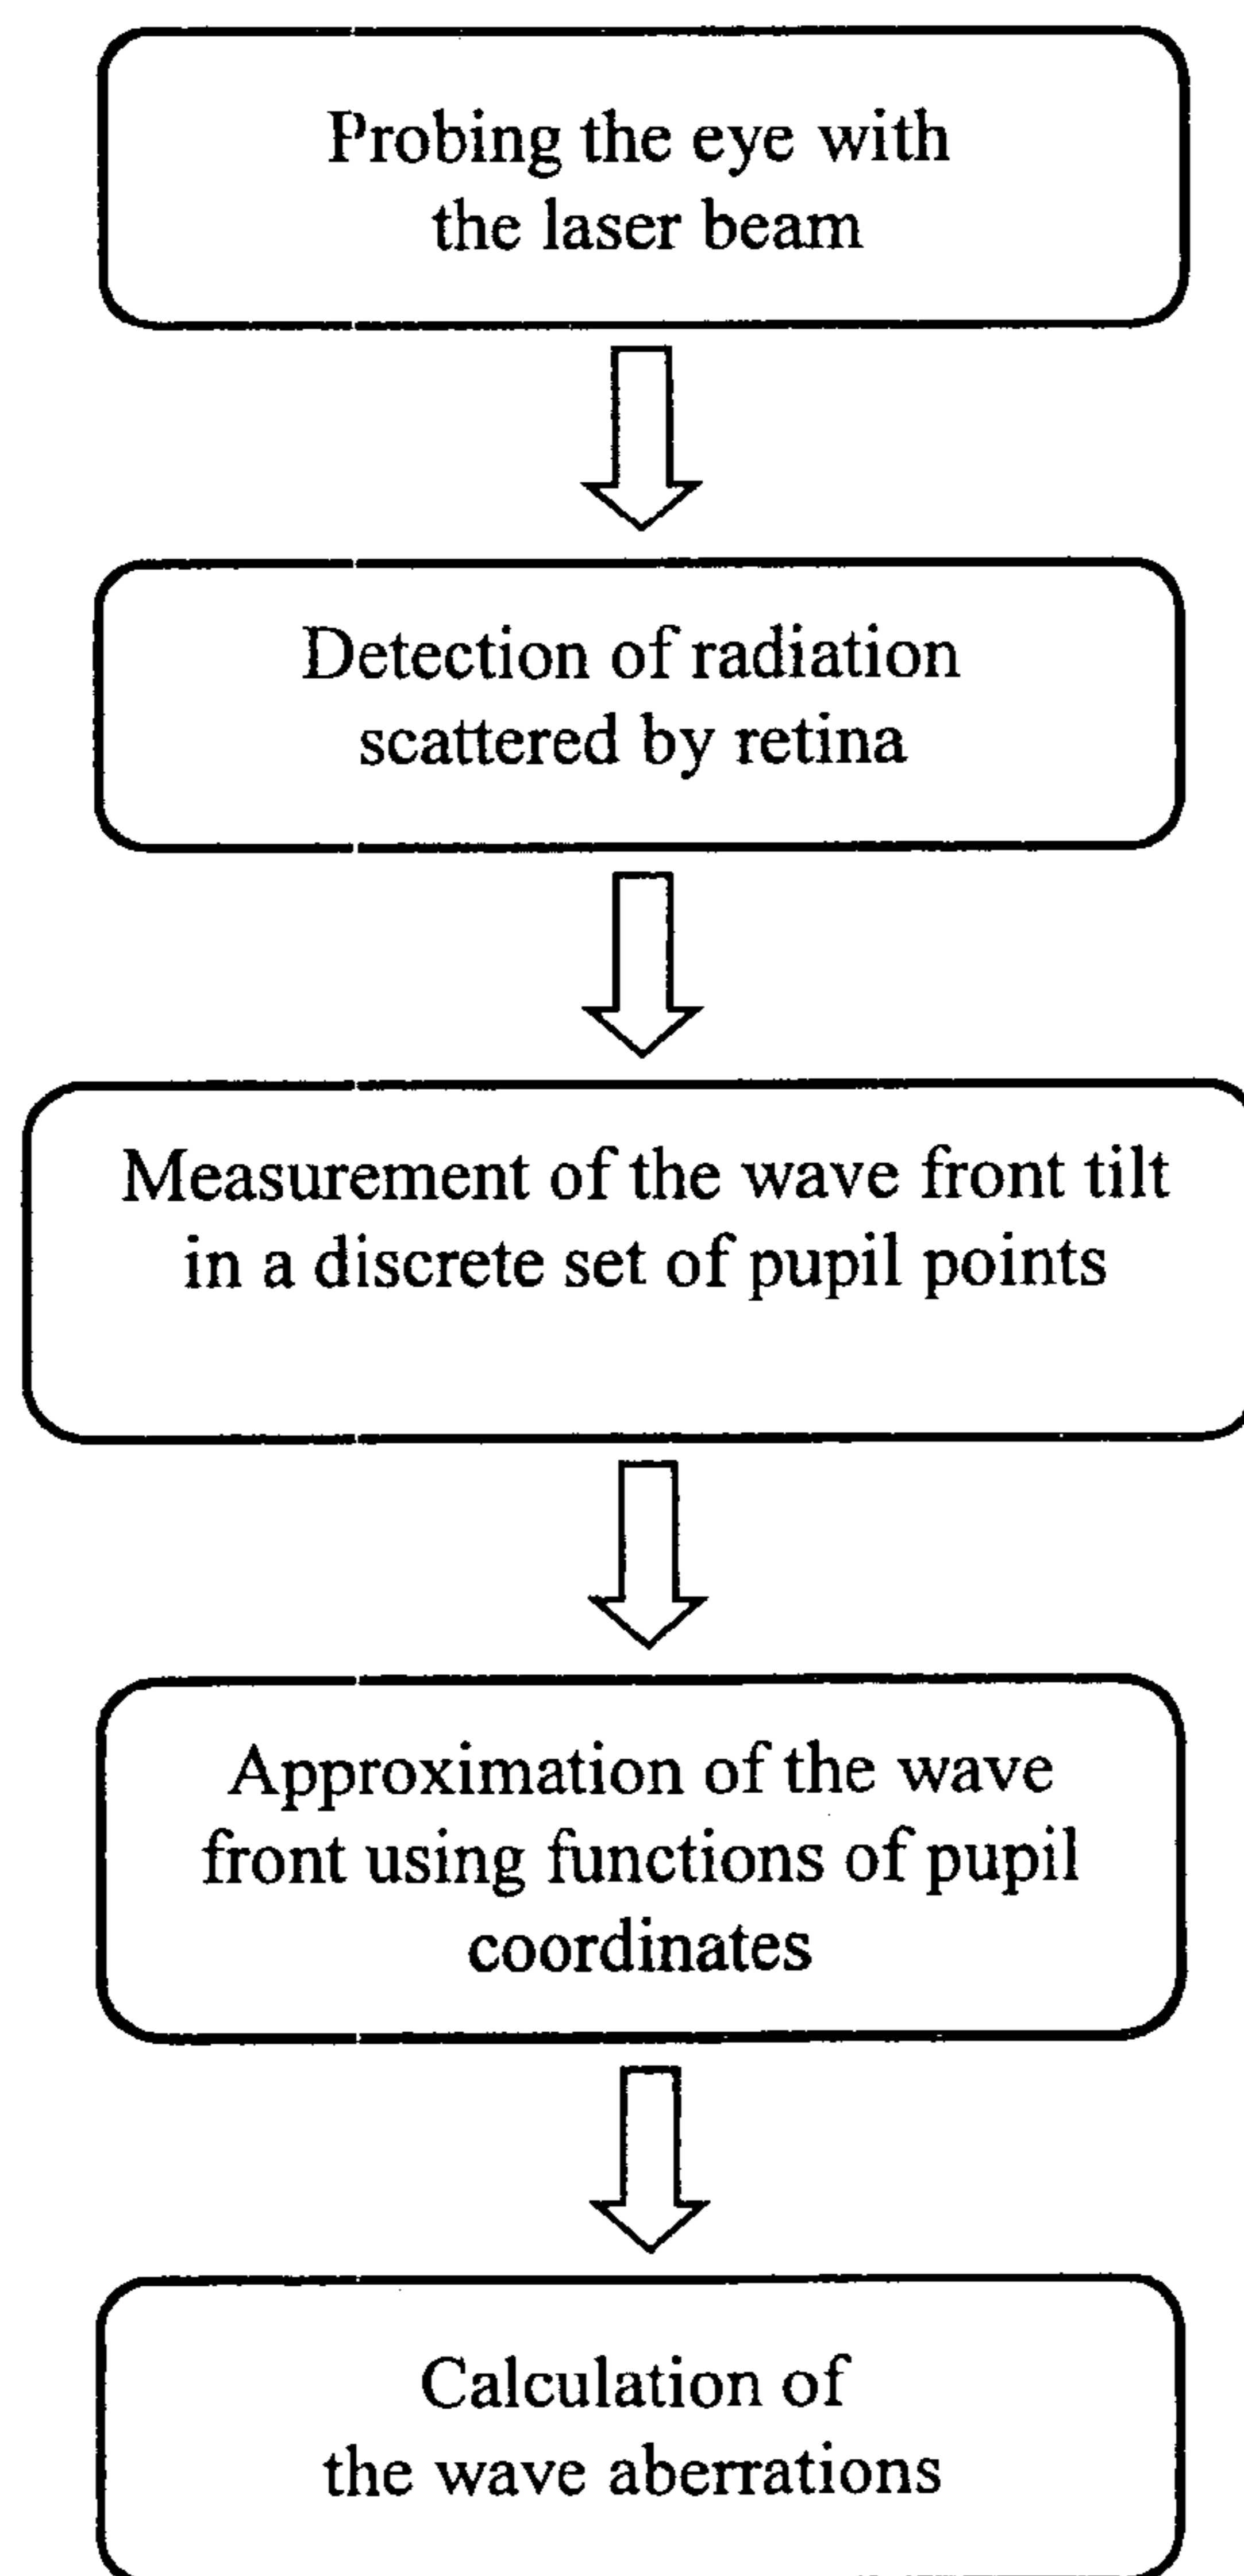 Probing the eye with
the laser beam
Detection of radiation
scattered by retina
Measurement of the wave front tilt
in a discrete set of pupil points
Approximation of the wave
front using functions of pupil
coordinates
Calculation of
the wave aberrations